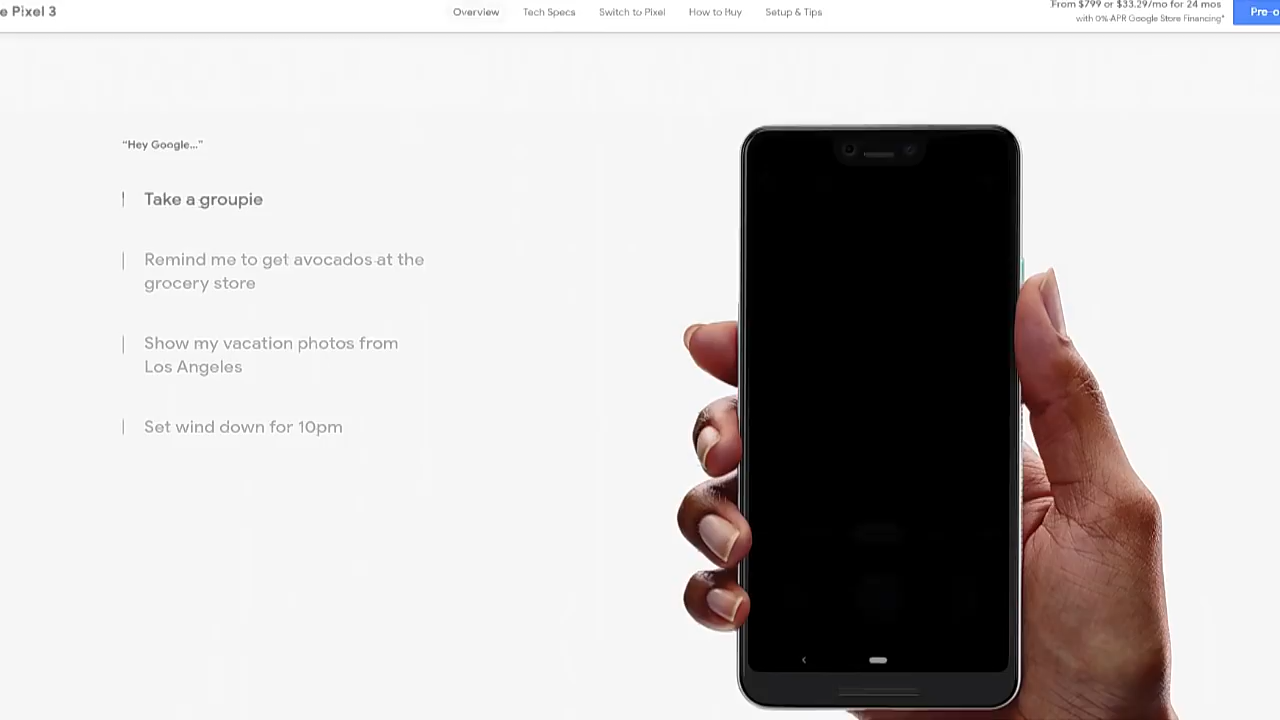 e Pixel 3
Overview
Tech Specs
Switch to Pixel
How to Buy
Setup & Tips
From $799 or $33.29/mo for 24 mos
with 0% APR Google Store Financing*
Pre-o
“Hey Google...”
Take a groupie
Remind me to get avocados at the
grocery store
Show my vacation photos from
Los Angeles
Set wind down for 10pm